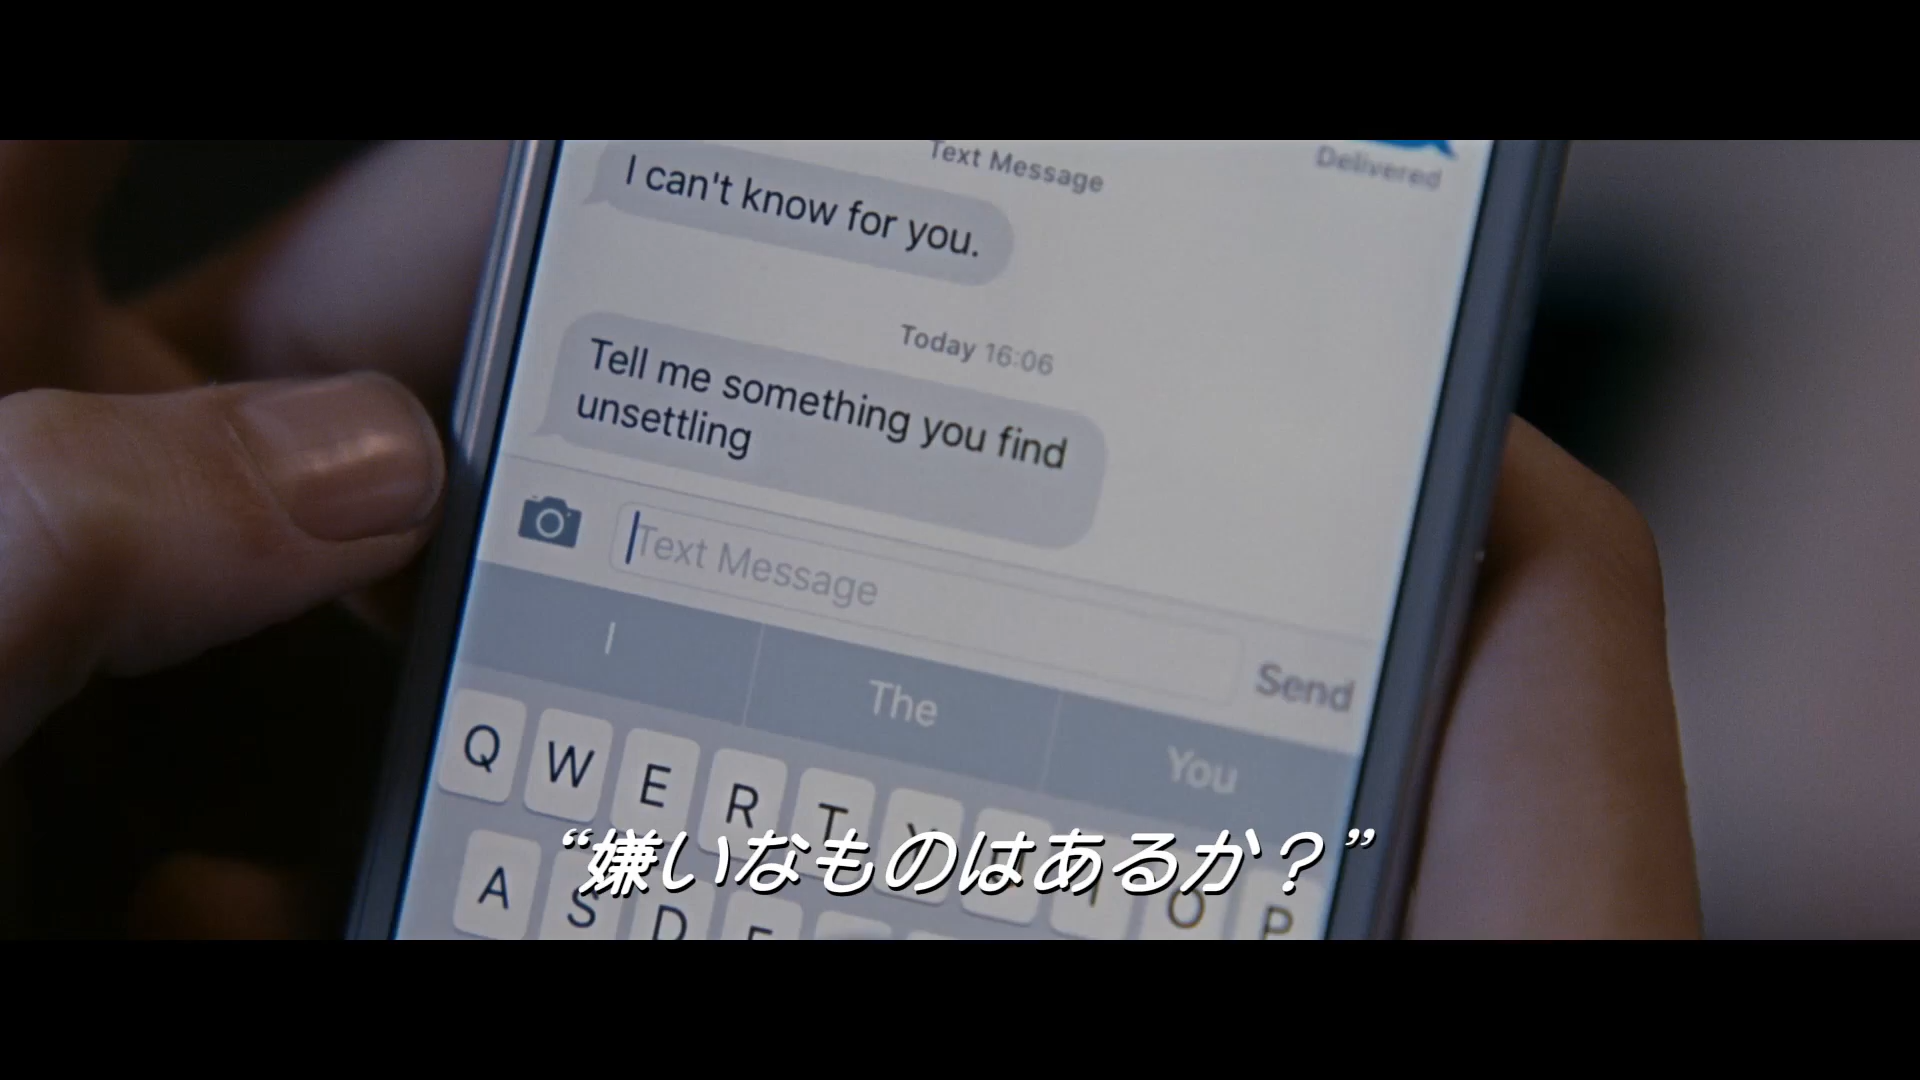 Text Message
Delivered
I can't know for you.
Today 16:06
Tell me something you find
unsettling
Text Message
Send
I
The
You
Q W E R T Y U I O P
A S D F
“嫌いなものはあるか？”